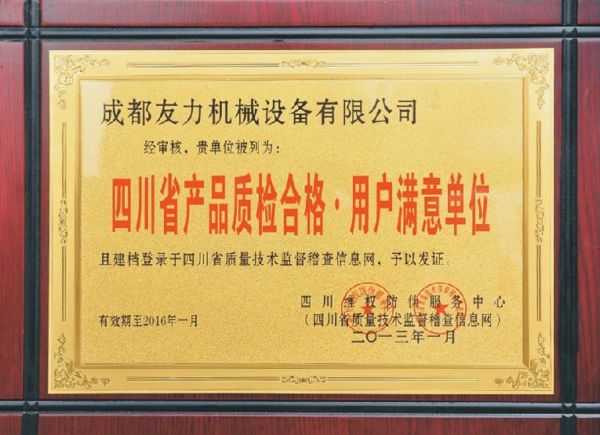 成都友力机械设备有限公司
经审核，贵单位被列为：
四川省产品质检合格·用户满意单位
且建档登录于四川省质量技术监督稽查信息网，予以发证。
四川维权防伪服务中心
（四川省质量技术监督稽查信息网）
有效期至2016年一月
二〇一三年一月